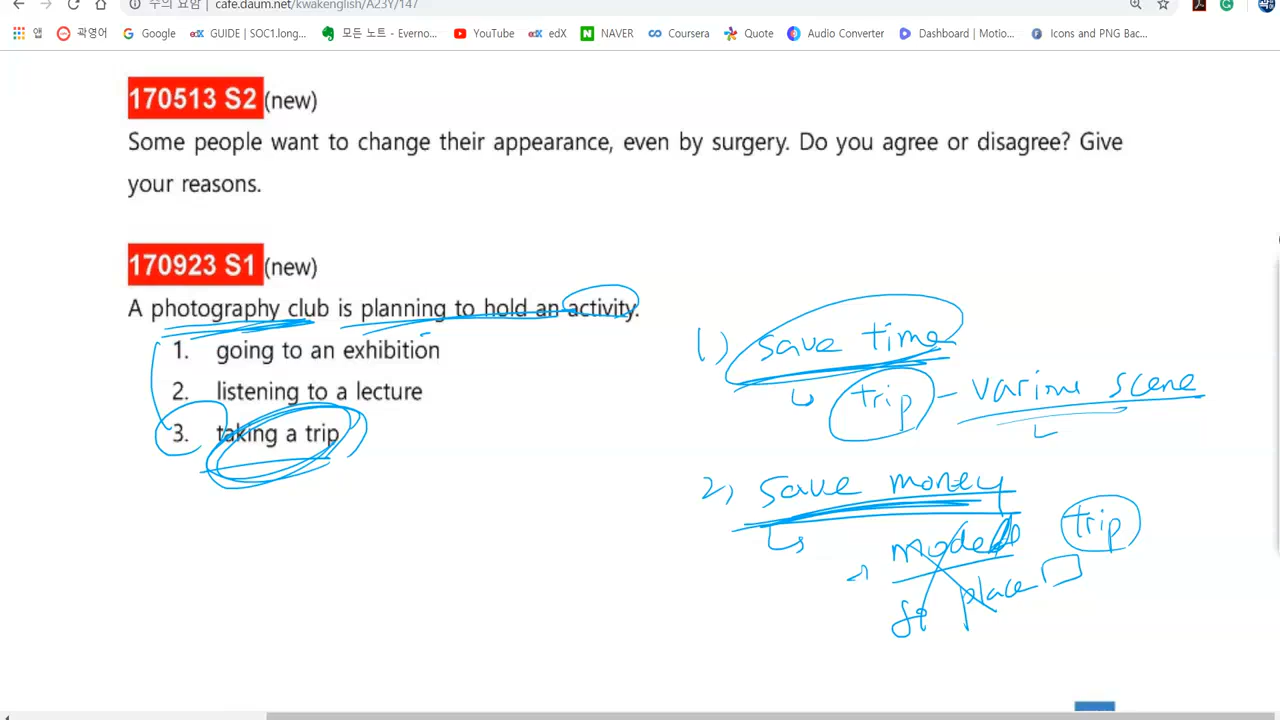 주의 요함 cafe.daum.net/kwakenglish/A23Y/147
앱 곽영어 Google GUIDE | SOC1.long... 모든 노트 - Everno... YouTube edX NAVER Coursera Quote Audio Converter Dashboard | Motio... Icons and PNG Bac...
170513 S2 (new)
Some people want to change their appearance, even by surgery. Do you agree or disagree? Give
your reasons.
170923 S1 (new)
A photography club is planning to hold an activity.
1. going to an exhibition
2. listening to a lecture
3. taking a trip
1) save time
trip - various scene
2) save money
model trip
place